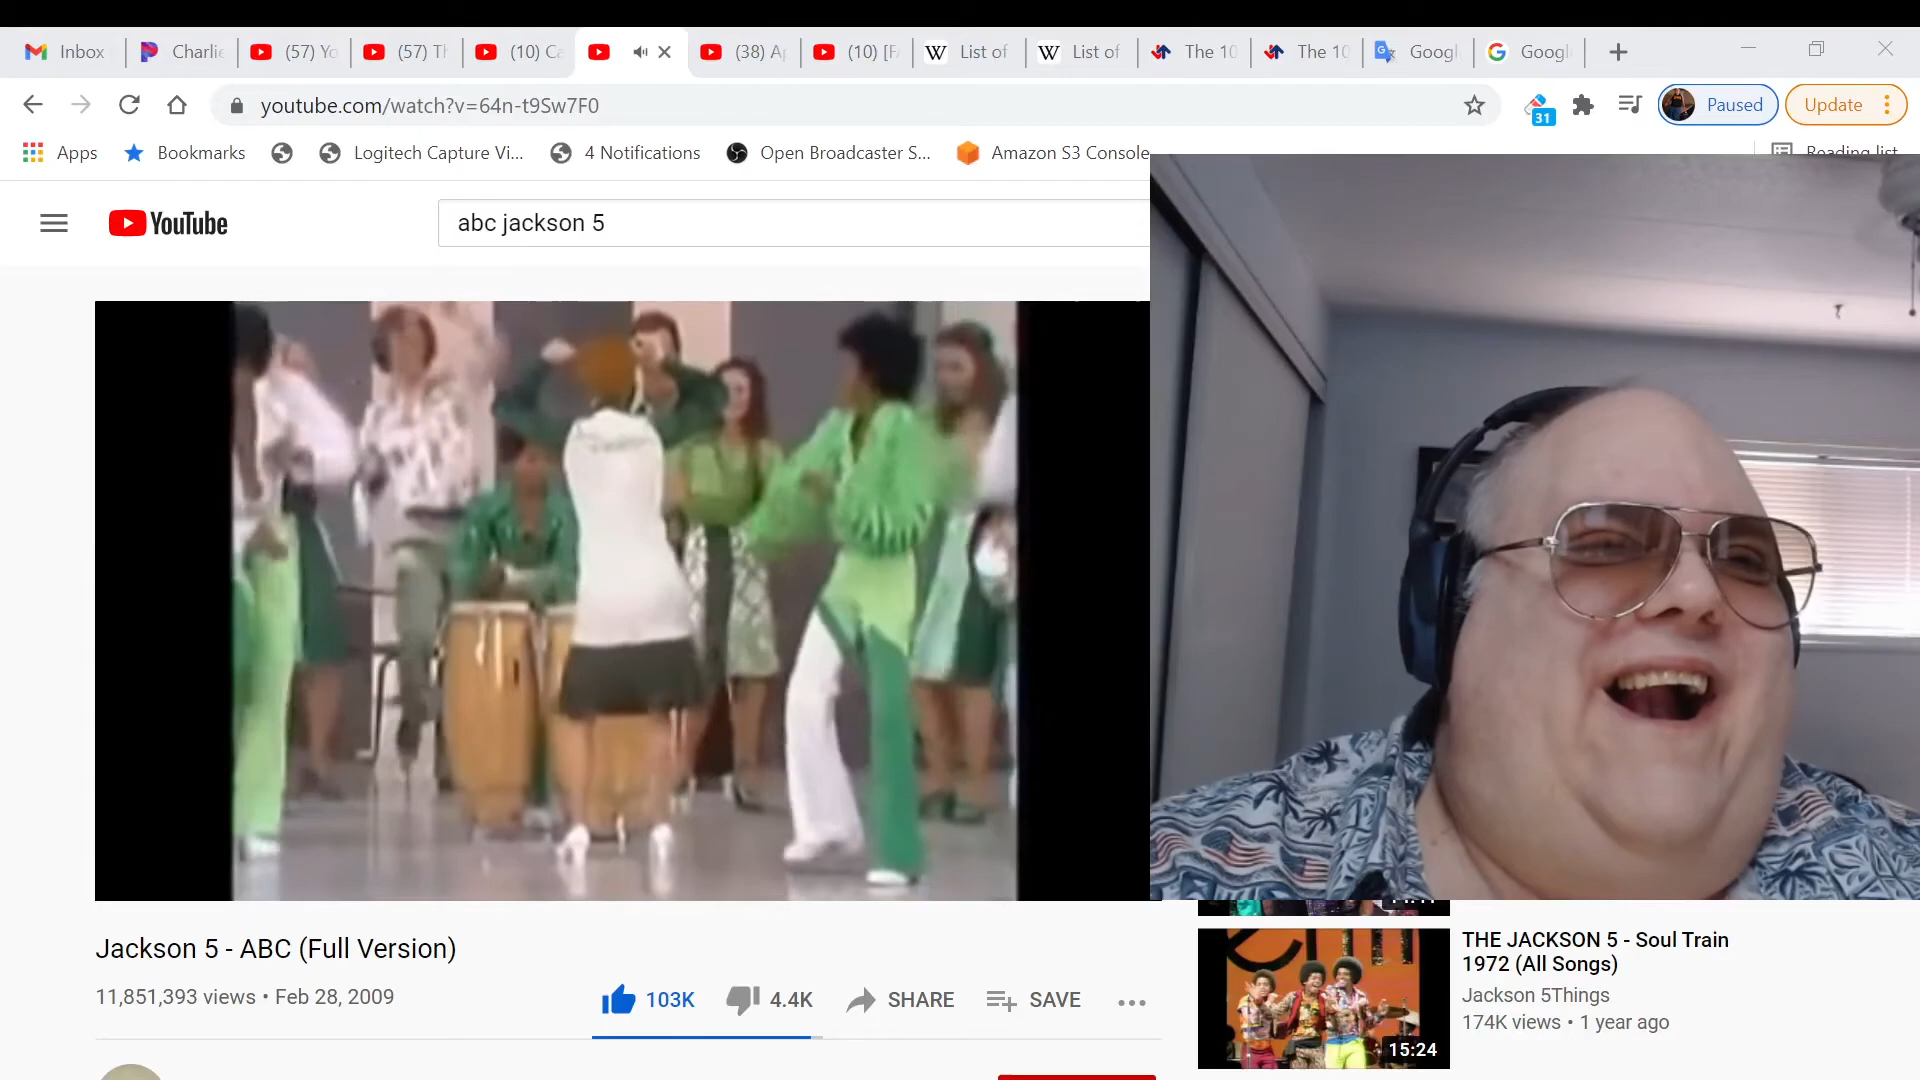 Inbox
Charlie
(57) Yo
(57) Th
(10) Ca
(38) A
(10) [F
List of
List of
The 10
The 10
Googl
Googl
youtube.com/watch?v=64n-t9Sw7F0
31
Paused
Update
Apps
Bookmarks
Logitech Capture Vi...
4 Notifications
Open Broadcaster S...
Amazon S3 Console
Reading list
YouTube
abc jackson 5
Jackson 5 - ABC (Full Version)
11,851,393 views • Feb 28, 2009
103K
4.4K
SHARE
SAVE
THE JACKSON 5 - Soul Train
1972 (All Songs)
Jackson 5Things
174K views • 1 year ago
15:24